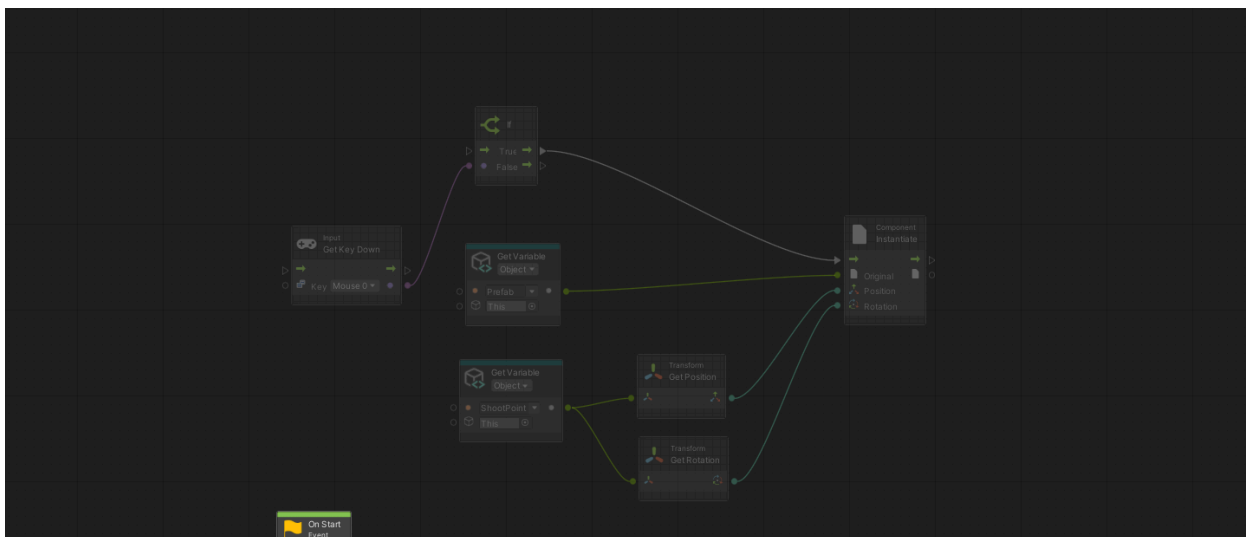 If
True
False
Input
Get Key Down
Key Mouse 0
Get Variable
Object
Prefab
This
Component
Instantiate
Original
Position
Rotation
Get Variable
Object
ShootPoint
This
Transform
Get Position
Transform
Get Rotation
On Start
Event